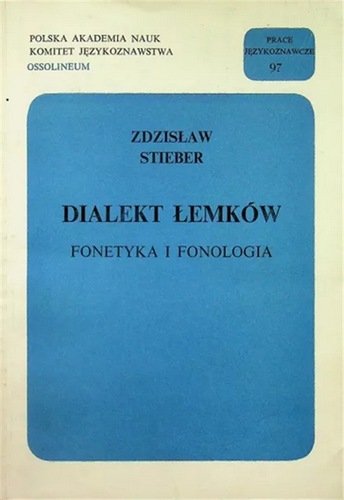 POLSKA AKADEMIA NAUK
KOMITET JĘZYKOZNAWSTWA
OSSOLINEUM
PRACE
JĘZYKOZNAWCZE
97
ZDZISŁAW
STIEBER
DIALEKT ŁEMKÓW
FONETYKA I FONOLOGIA